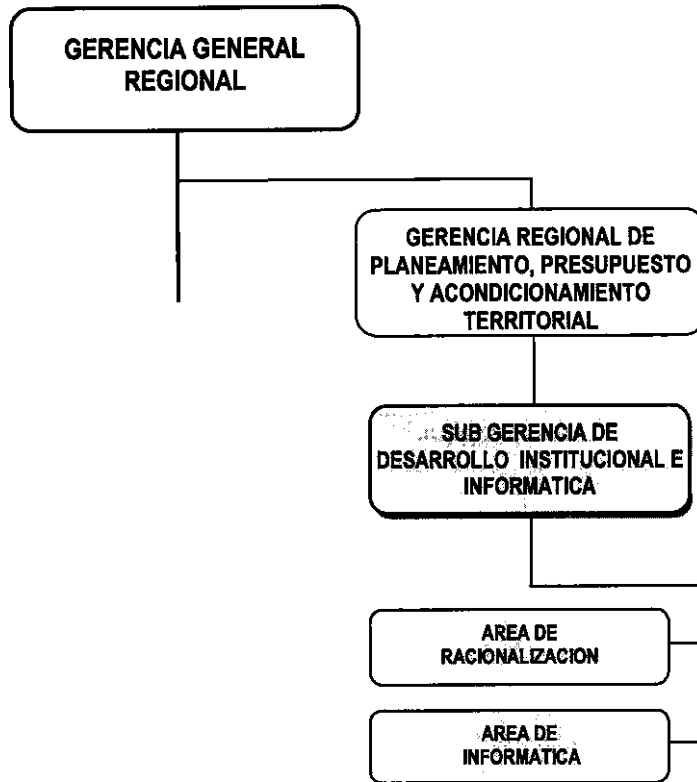 GERENCIA GENERAL
REGIONAL
GERENCIA REGIONAL DE
PLANEAMIENTO, PRESUPUESTO
Y ACONDICIONAMIENTO
TERRITORIAL
SUB GERENCIA DE
DESARROLLO INSTITUCIONAL E
INFORMATICA
AREA DE
RACIONALIZACION
AREA DE
INFORMATICA